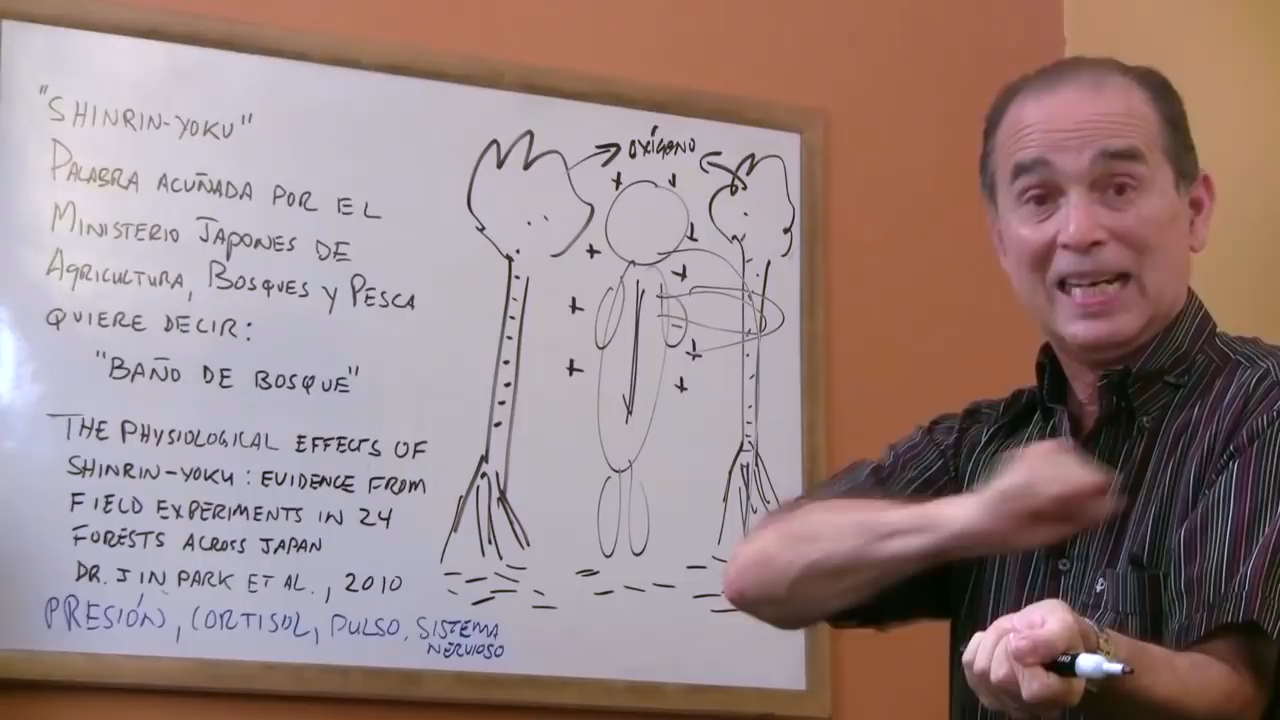 "SHINRIN-YOKU"
PALABRA ACUÑADA POR EL
MINISTERIO JAPONES DE
AGRICULTURA, BOSQUES Y PESCA
QUIERE DECIR:
"BAÑO DE BOSQUE"
THE PHYSIOLOGICAL EFFECTS OF
SHINRIN-YOKU: EVIDENCE FROM
FIELD EXPERIMENTS IN 24
FORESTS ACROSS JAPAN
DR. JIN PARK ET AL., 2010
PRESIÓN, CORTISOL, PULSO, SISTEMA
NERVIOSO
OXÍGENO